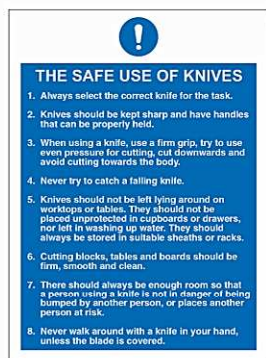 !
THE SAFE USE OF KNIVES
1. Always select the correct knife for the task.
2. Knives should be kept sharp and have handles
that can be properly held.
3. When using a knife, use a firm grip, try to use
even pressure for cutting, cut downwards and
avoid cutting towards the body.
4. Never try to catch a falling knife.
5. Knives should not be left lying around on
worktops or tables. They should not be
placed unprotected in cupboards or drawers,
nor left in washing up water. They should
always be stored in suitable sheaths or racks.
6. Cutting blocks, tables and boards should be
firm, smooth and clean.
7. There should always be enough room so that
a person using a knife is not in danger of being
bumped by another person, or places another
person at risk.
8. Never walk around with a knife in your hand,
unless the blade is covered.